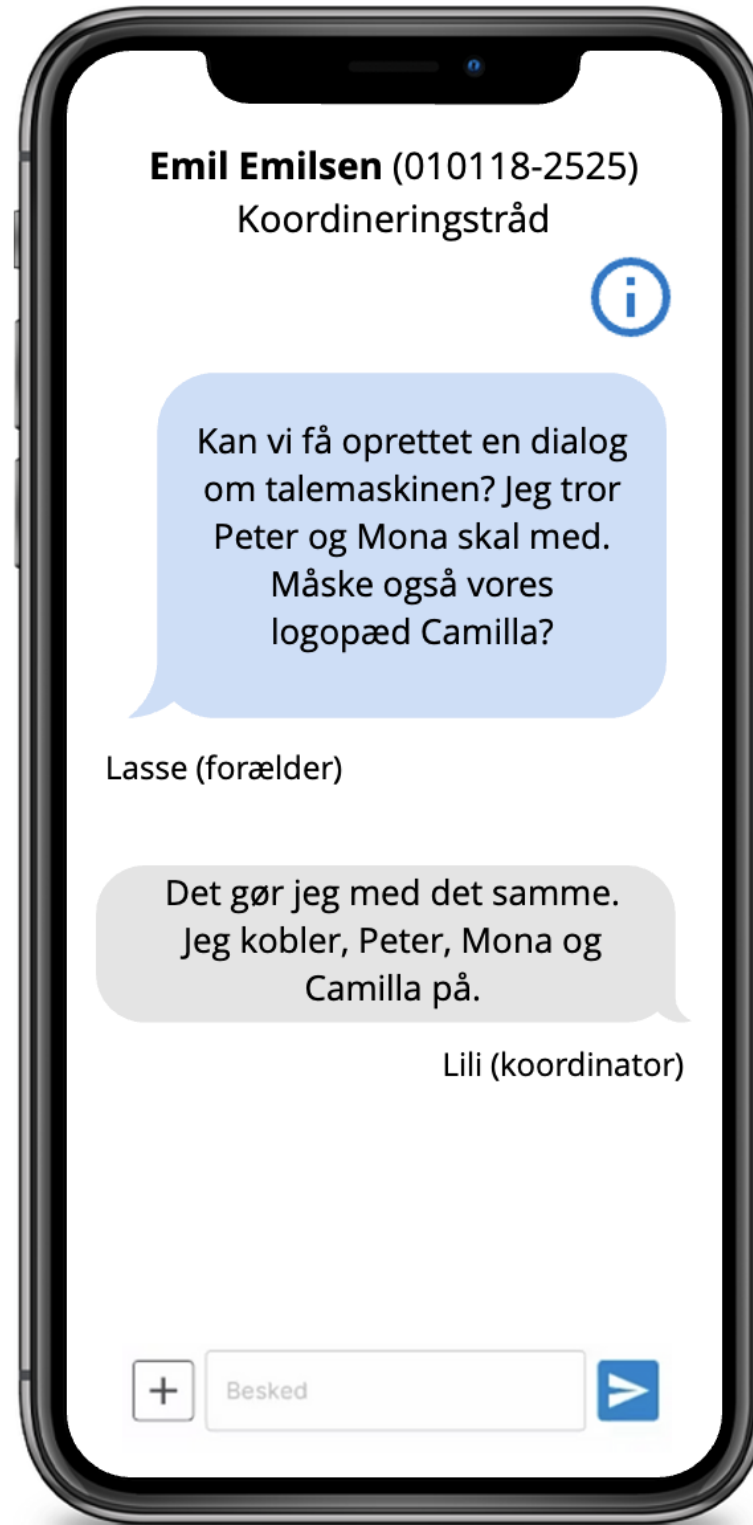 Emil Emilsen (010118-2525)
Koordineringstråd
i
Kan vi få oprettet en dialog
om talemaskinen? Jeg tror
Peter og Mona skal med.
Måske også vores
logopæd Camilla?
Lasse (forælder)
Det gør jeg med det samme.
Jeg kobler, Peter, Mona og
Camilla på.
Lili (koordinator)
Besked